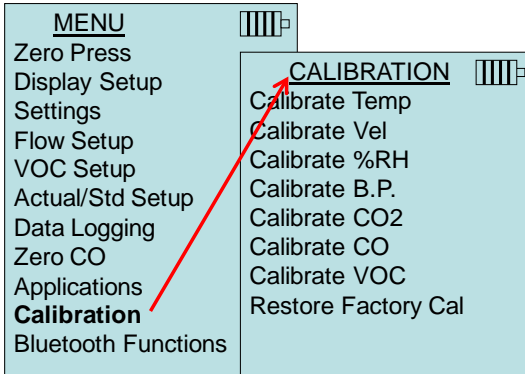 MENU
Zero Press
Display Setup
Settings
Flow Setup
VOC Setup
Actual/Std Setup
Data Logging
Zero CO
Applications
Calibration
Bluetooth Functions
CALIBRATION
Calibrate Temp
Calibrate Vel
Calibrate %RH
Calibrate B.P.
Calibrate CO2
Calibrate CO
Calibrate VOC
Restore Factory Cal